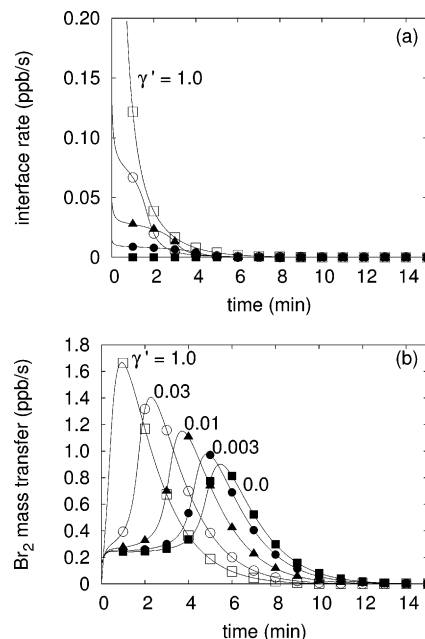 (a)
0.20
0.15
0.10
0.05
0.00
interface rate (ppb/s)
γ' = 1.0
0 2 4 6 8 10 12 14
time (min)
(b)
1.8
1.6
1.4
1.2
1.0
0.8
0.6
0.4
0.2
0
Br2 mass transfer (ppb/s)
γ' = 1.0
0.03
0.01
0.003
0.0
0 2 4 6 8 10 12 14
time (min)